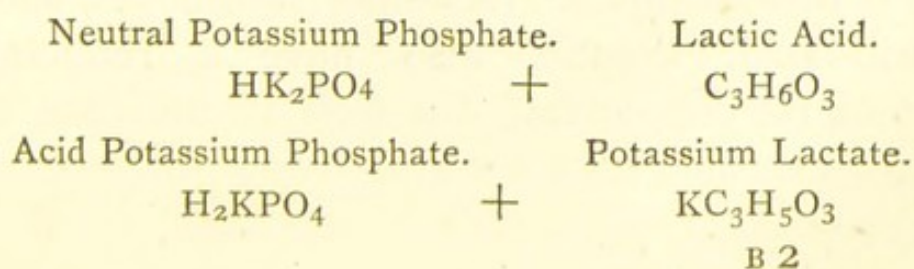 Neutral Potassium Phosphate. Lactic Acid.
HK₂PO4 + C₃H₆O₃
Acid Potassium Phosphate. Potassium Lactate.
H₂KPO₄ + KC₃H₅O₃
B 2